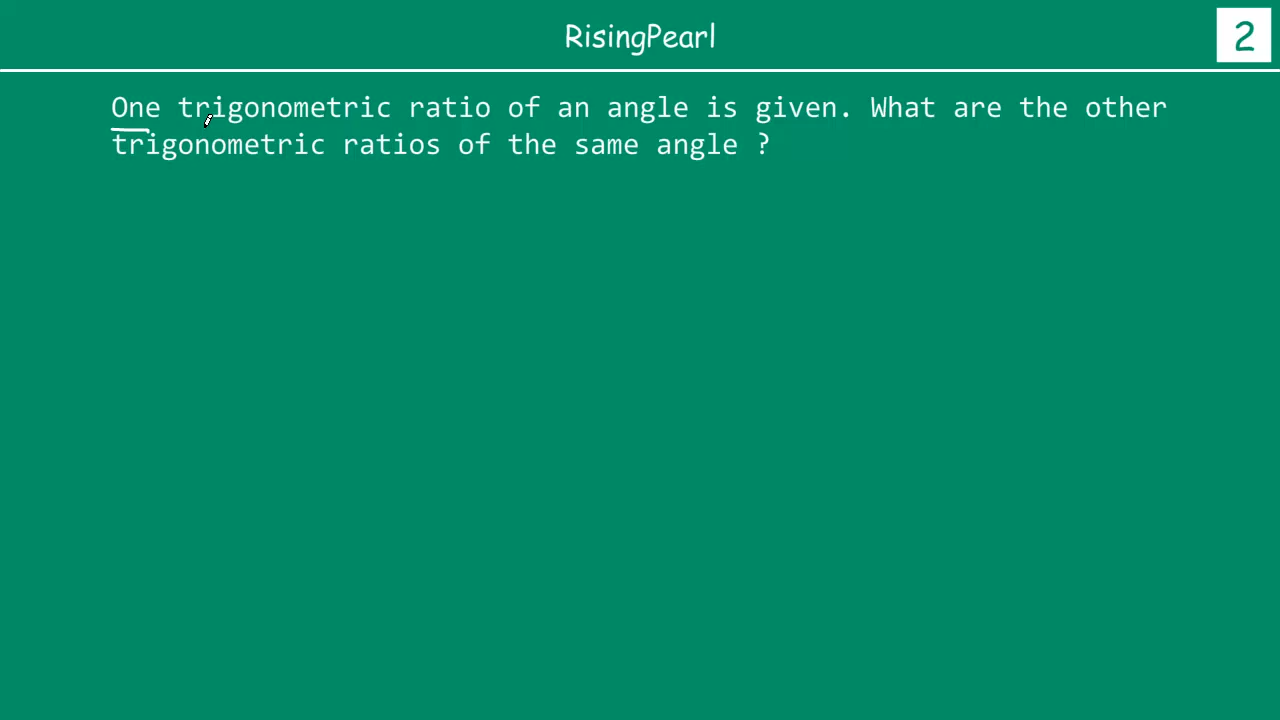 RisingPearl
2
One trigonometric ratio of an angle is given. What are the other
trigonometric ratios of the same angle ?